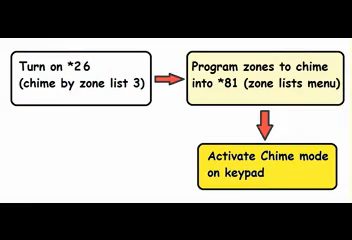 Turn on *26
(chime by zone list 3)
Program zones to chime
into *81 (zone lists menu)
Activate Chime mode
on keypad